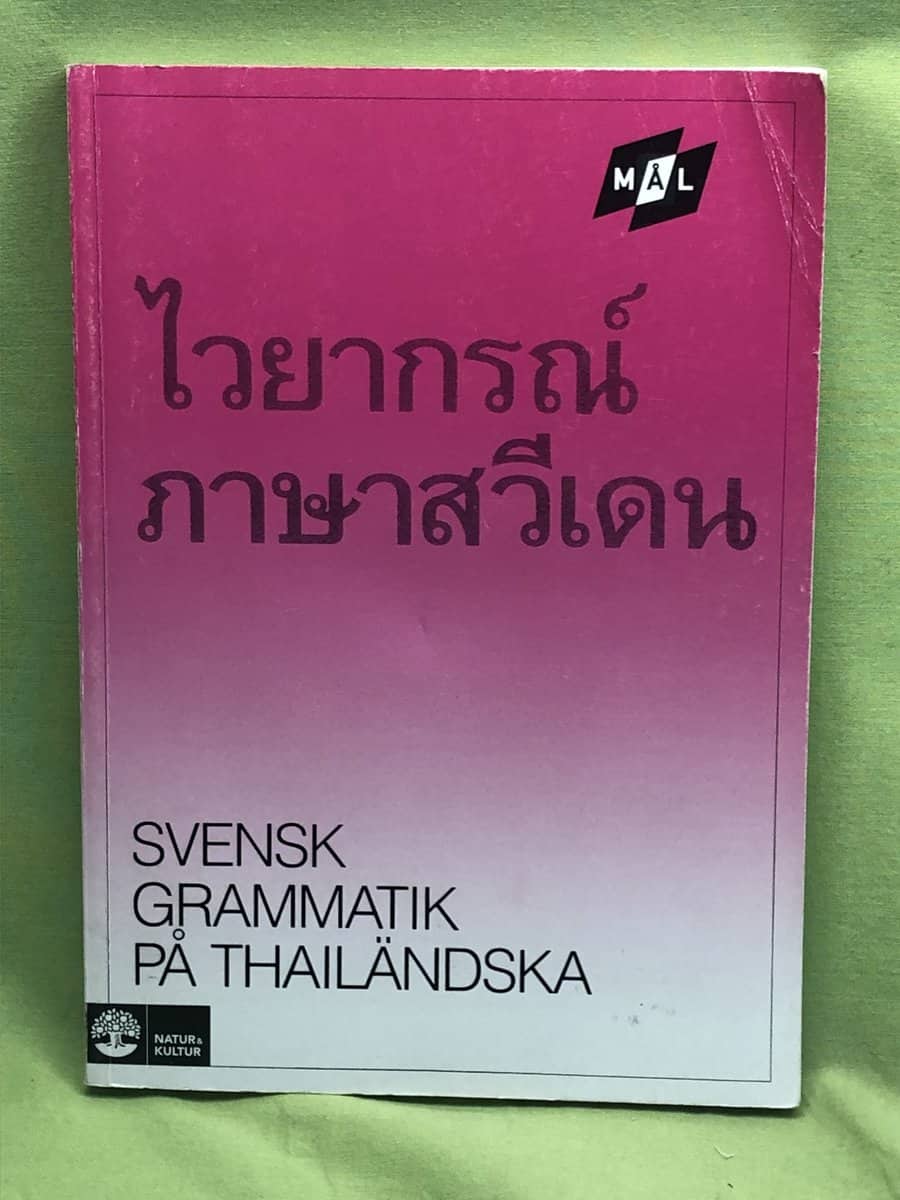 MÅL
ไวยากรณ์
ภาษาสวีเดน
SVENSK
GRAMMATIK
PÅ THAILÄNDSKA
NATUR &
KULTUR